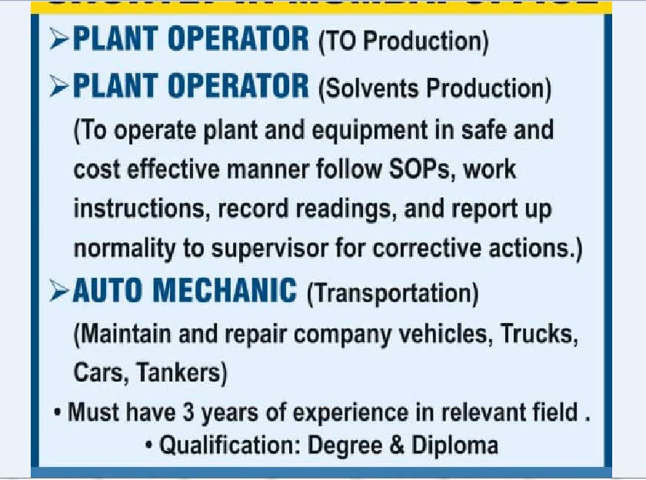 ➢PLANT OPERATOR (TO Production)
➢PLANT OPERATOR (Solvents Production)
(To operate plant and equipment in safe and
cost effective manner follow SOPs, work
instructions, record readings, and report up
normality to supervisor for corrective actions.)
➢AUTO MECHANIC (Transportation)
(Maintain and repair company vehicles, Trucks,
Cars, Tankers)
• Must have 3 years of experience in relevant field .
• Qualification: Degree & Diploma